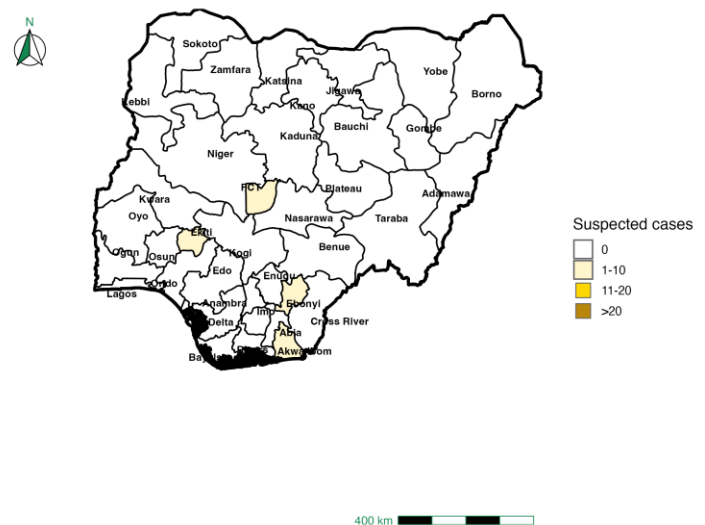 N
Sokoto
Zamfara
Katsina
Yobe
Borno
Kebbi
Jigawa
Kano
Kaduna
Bauchi
Gombe
Niger
FCT
Plateau
Adamawa
Kwara
Oyo
Nasarawa
Taraba
Ekiti
Ogun
Osun
Kogi
Benue
Edo
Enugu
Ondo
Lagos
Anambra
Ebonyi
Imo
Delta
Cross River
Abia
Rivers
Akwa Ibom
Suspected cases
0
1-10
11-20
>20
400 km